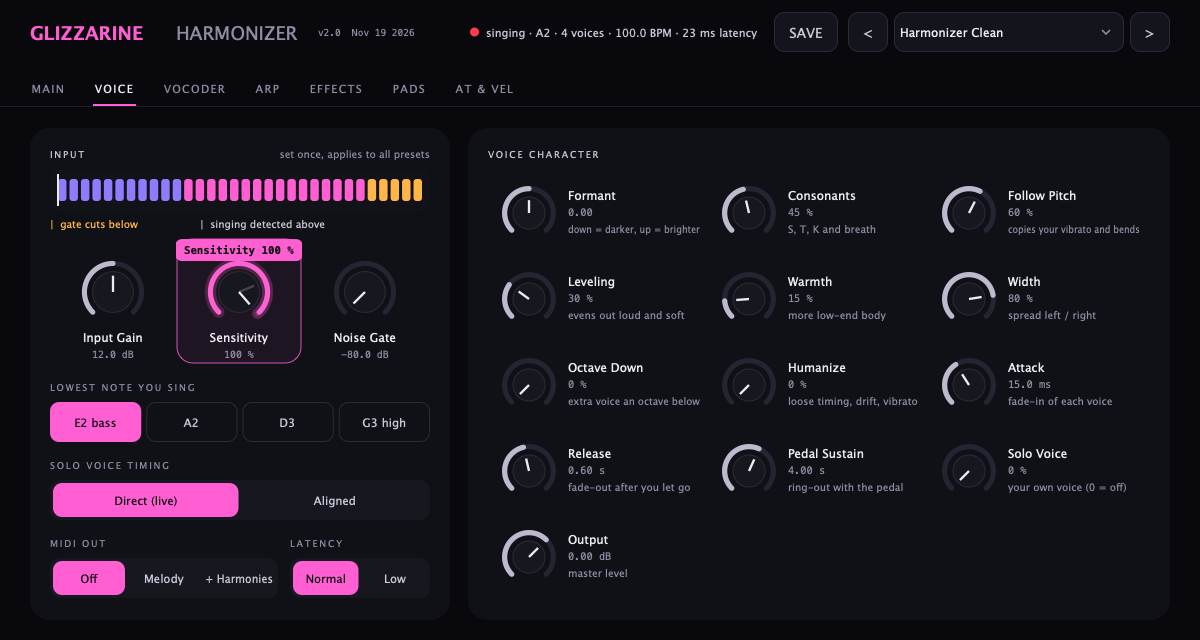 GLIZZARINE HARMONIZER v2.0 Nov 19 2026 singing · A2 · 4 voices · 100.0 BPM · 23 ms latency SAVE < Harmonizer Clean >
MAIN VOICE VOCODER ARP EFFECTS PADS AT & VEL
INPUT set once, applies to all presets
| gate cuts below | singing detected above
Sensitivity 100 %
Input Gain Sensitivity Noise Gate
12.0 dB 100 % −80.0 dB
LOWEST NOTE YOU SING
E2 bass A2 D3 G3 high
SOLO VOICE TIMING
Direct (live) Aligned
MIDI OUT LATENCY
Off Melody + Harmonies Normal Low
VOICE CHARACTER
Formant Consonants Follow Pitch
0.00 45 % 60 %
down = darker, up = brighter S, T, K and breath copies your vibrato and bends
Leveling Warmth Width
30 % 15 % 80 %
evens out loud and soft more low-end body spread left / right
Octave Down Humanize Attack
0 % 0 % 15.0 ms
extra voice an octave below loose timing, drift, vibrato fade-in of each voice
Release Pedal Sustain Solo Voice
0.60 s 4.00 s 0 %
fade-out after you let go ring-out with the pedal your own voice (0 = off)
Output
0.00 dB
master level